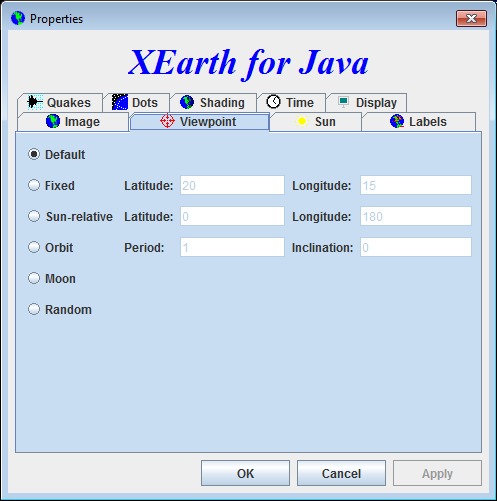 Properties
XEarth for Java
Quakes Dots Shading Time Display
Image Viewpoint Sun Labels
Default
Fixed Latitude: 20 Longitude: 15
Sun-relative Latitude: 0 Longitude: 180
Orbit Period: 1 Inclination: 0
Moon
Random
OK Cancel Apply